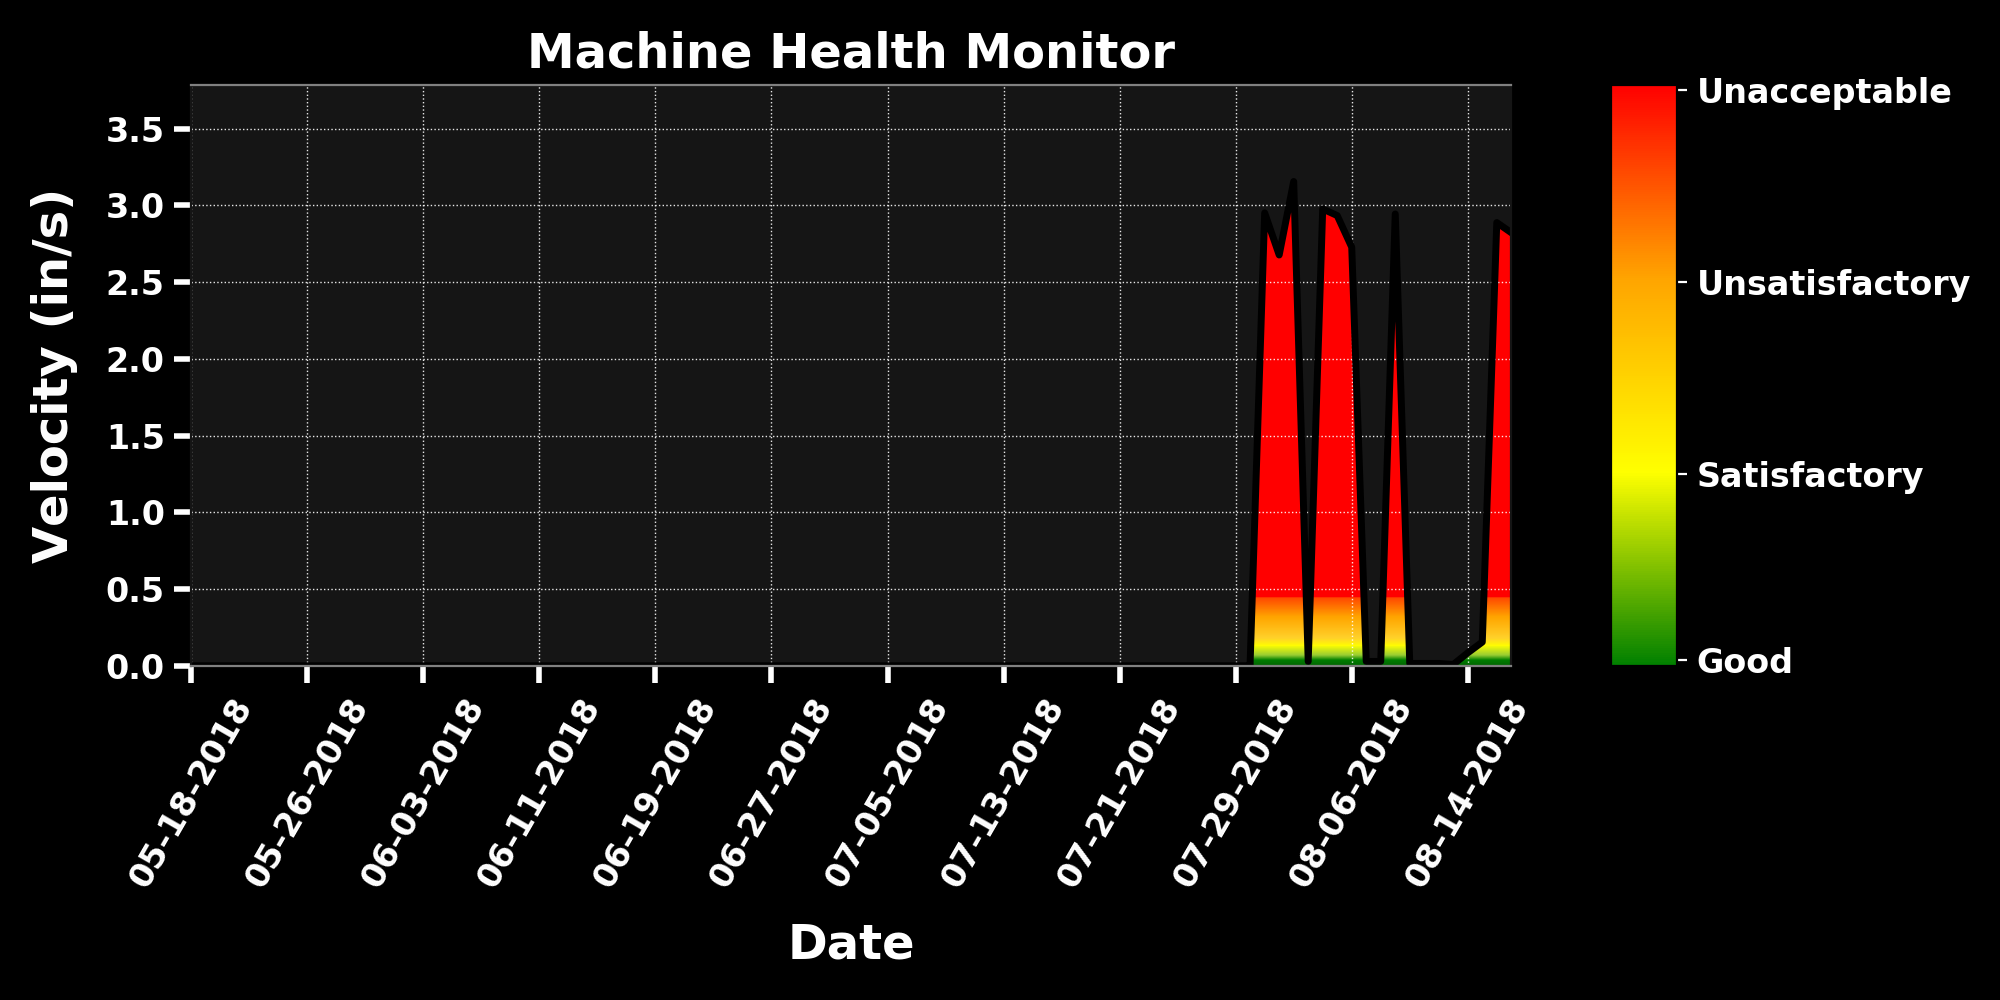 Machine Health Monitor
Velocity (in/s)
3.5
3.0
2.5
2.0
1.5
1.0
0.5
0.0
05-18-2018
05-26-2018
06-03-2018
06-11-2018
06-19-2018
06-27-2018
07-05-2018
07-13-2018
07-21-2018
07-29-2018
08-06-2018
08-14-2018
Date
Unacceptable
Unsatisfactory
Satisfactory
Good